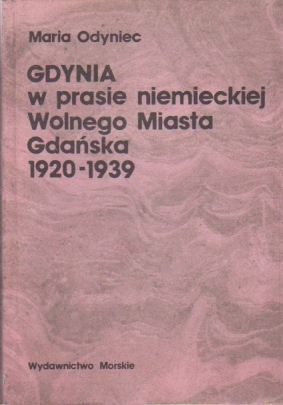 Maria Odyniec
GDYNIA
w prasie niemieckiej
Wolnego Miasta
Gdańska
1920-1939
Wydawnictwo Morskie